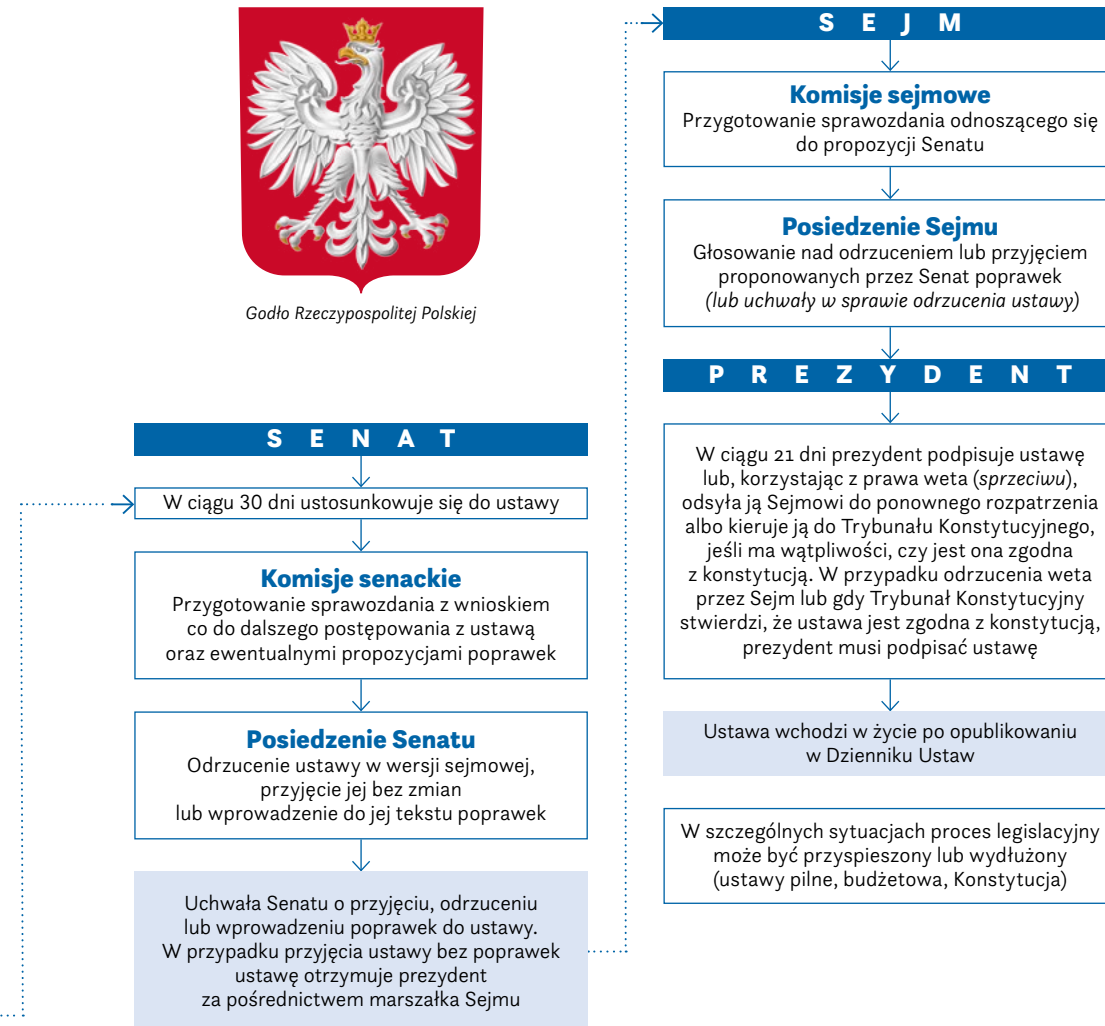 Godło Rzeczypospolitej Polskiej
SENAT
W ciągu 30 dni ustosunkowuje się do ustawy
Komisje senackie
Przygotowanie sprawozdania z wnioskiem
co do dalszego postępowania z ustawą
oraz ewentualnymi propozycjami poprawek
Posiedzenie Senatu
Odrzucenie ustawy w wersji sejmowej,
przyjęcie jej bez zmian
lub wprowadzenie do jej tekstu poprawek
Uchwała Senatu o przyjęciu, odrzuceniu
lub wprowadzeniu poprawek do ustawy.
W przypadku przyjęcia ustawy bez poprawek
ustawę otrzymuje prezydent
za pośrednictwem marszałka Sejmu
SEJM
Komisje sejmowe
Przygotowanie sprawozdania odnoszącego się
do propozycji Senatu
Posiedzenie Sejmu
Głosowanie nad odrzuceniem lub przyjęciem
proponowanych przez Senat poprawek
(lub uchwały w sprawie odrzucenia ustawy)
PREZYDENT
W ciągu 21 dni prezydent podpisuje ustawę
lub, korzystając z prawa weta (sprzeciwu),
odsyła ją Sejmowi do ponownego rozpatrzenia
albo kieruje ją do Trybunału Konstytucyjnego,
jeśli ma wątpliwości, czy jest ona zgodna
z konstytucją. W przypadku odrzucenia weta
przez Sejm lub gdy Trybunał Konstytucyjny
stwierdzi, że ustawa jest zgodna z konstytucją,
prezydent musi podpisać ustawę
Ustawa wchodzi w życie po opublikowaniu
w Dzienniku Ustaw
W szczególnych sytuacjach proces legislacyjny
może być przyspieszony lub wydłużony
(ustawy pilne, budżetowa, Konstytucja)